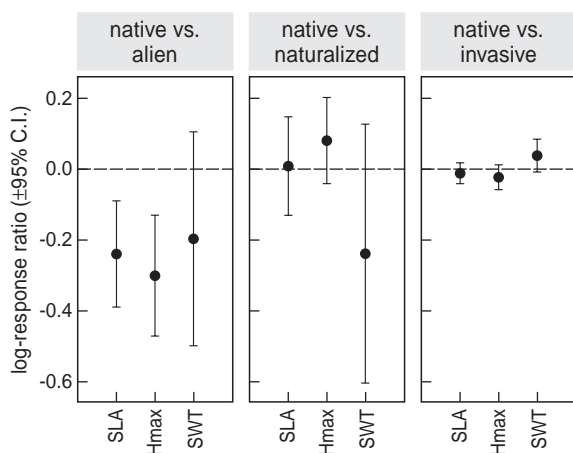 native vs.
alien
native vs.
naturalized
native vs.
invasive
log-response ratio (±95% C.I.)
0.2
0.0
-0.2
-0.4
-0.6
SLA
Hmax
SWT
SLA
Hmax
SWT
SLA
Hmax
SWT